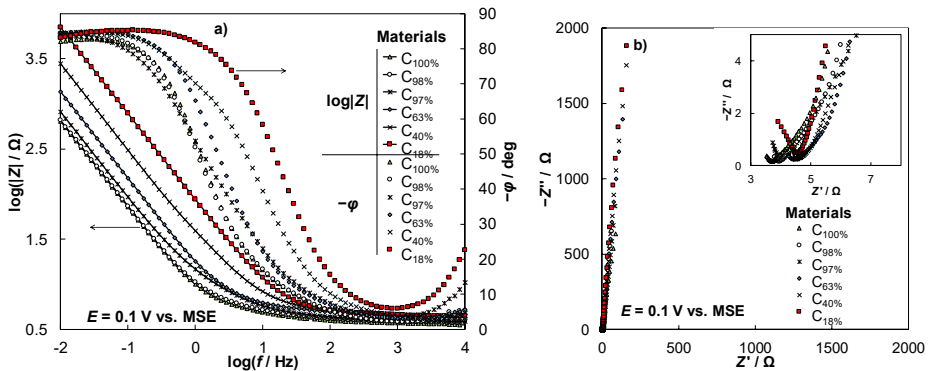 a)
log(|Z| / Ω)
3.5
2.5
1.5
0.5
-2
-1
0
1
2
3
4
log(f / Hz)
90
80
70
60
50
40
30
20
10
0
−φ / deg
Materials
log|Z|
C100%
C98%
C97%
C63%
C40%
C18%
−φ
C100%
C98%
C97%
C63%
C40%
C18%
E = 0.1 V vs. MSE
b)
−Z'' / Ω
2000
1500
1000
500
0
0
500
1000
1500
2000
Z' / Ω
−Z'' / Ω
4
2
0
3
5
7
Z' / Ω
Materials
C100%
C98%
C97%
C63%
C40%
C18%
E = 0.1 V vs. MSE